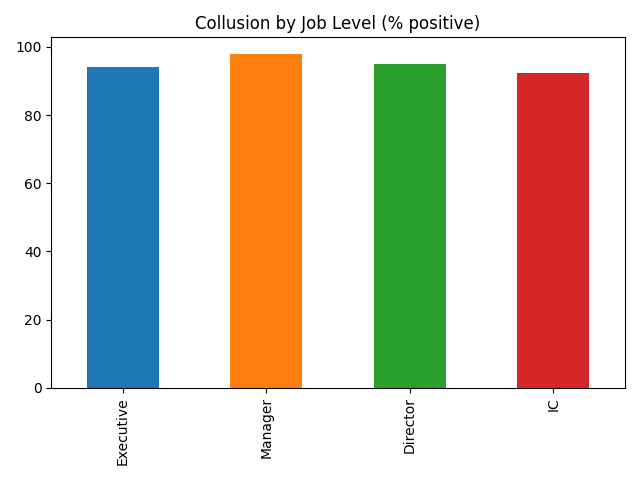 Collusion by Job Level (% positive)
100
80
60
40
20
0
Executive
Manager
Director
IC